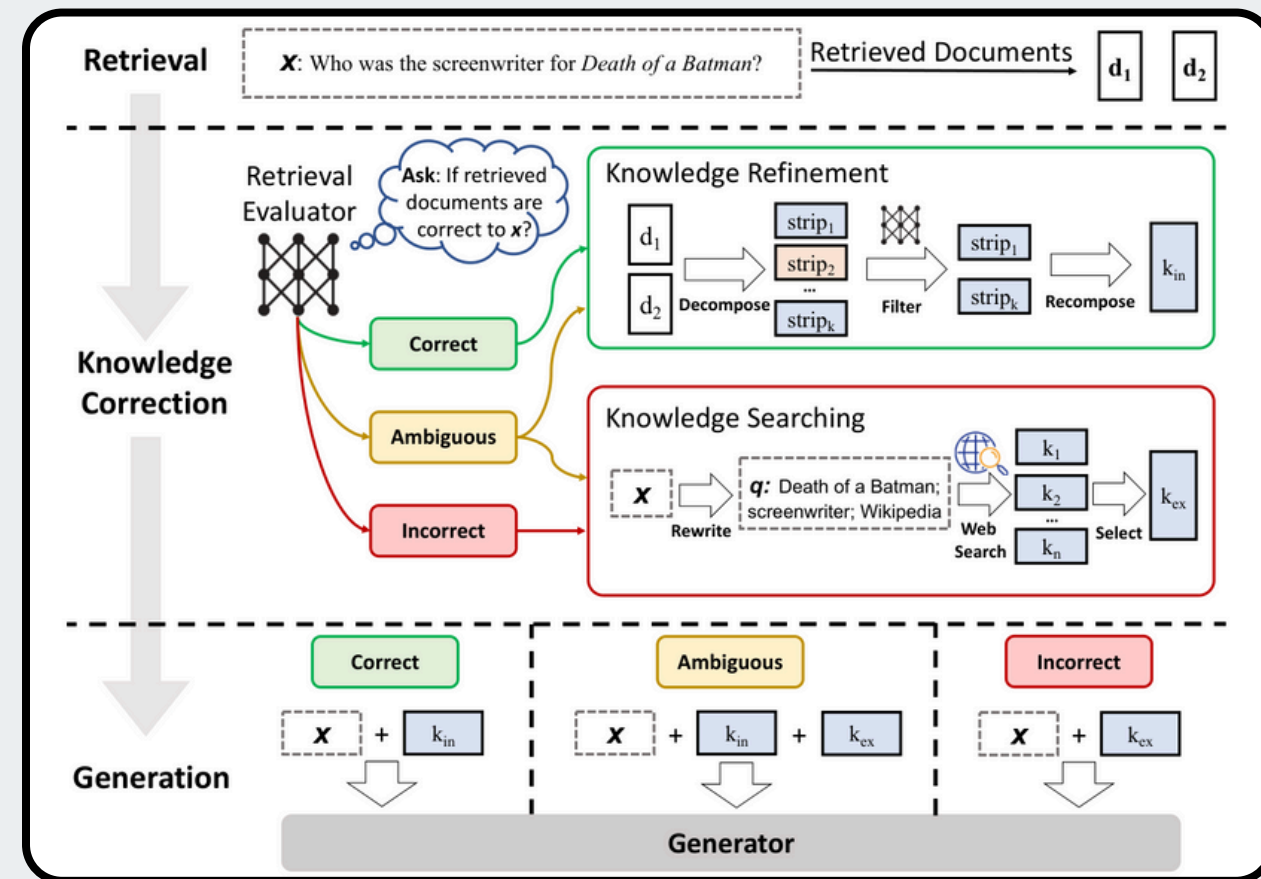 Retrieval
x: Who was the screenwriter for Death of a Batman?
Retrieved Documents
d1
d2
Retrieval
Evaluator
Ask: If retrieved
documents are
correct to x?
Knowledge
Correction
Correct
Ambiguous
Incorrect
Knowledge Refinement
d1
d2
Decompose
strip1
strip2
...
stripk
Filter
strip1
stripk
Recompose
kin
Knowledge Searching
x
Rewrite
q: Death of a Batman;
screenwriter; Wikipedia
Web
Search
k1
k2
...
kn
Select
kex
Generation
Correct
x + kin
Ambiguous
x + kin + kex
Incorrect
x + kex
Generator